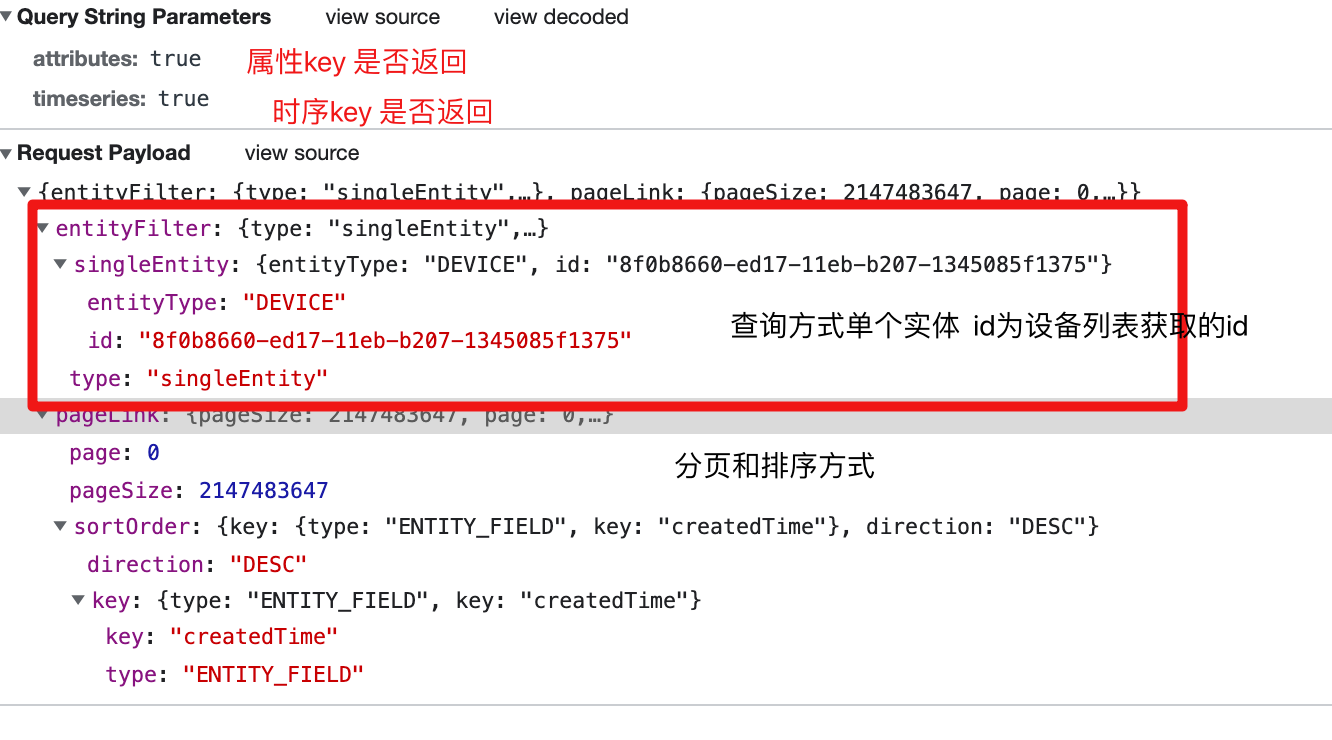 Query String Parameters view source view decoded
attributes: true 属性key 是否返回
timeseries: true 时序key 是否返回
Request Payload view source
{entityFilter: {type: "singleEntity",…}, pageLink: {pageSize: 2147483647, page: 0,…}}
entityFilter: {type: "singleEntity",…}
singleEntity: {entityType: "DEVICE", id: "8f0b8660-ed17-11eb-b207-1345085f1375"}
entityType: "DEVICE"
查询方式单个实体 id为设备列表获取的id
id: "8f0b8660-ed17-11eb-b207-1345085f1375"
type: "singleEntity"
pageLink: {pageSize: 2147483647, page: 0,…}
page: 0
分页和排序方式
pageSize: 2147483647
sortOrder: {key: {type: "ENTITY_FIELD", key: "createdTime"}, direction: "DESC"}
direction: "DESC"
key: {type: "ENTITY_FIELD", key: "createdTime"}
key: "createdTime"
type: "ENTITY_FIELD"